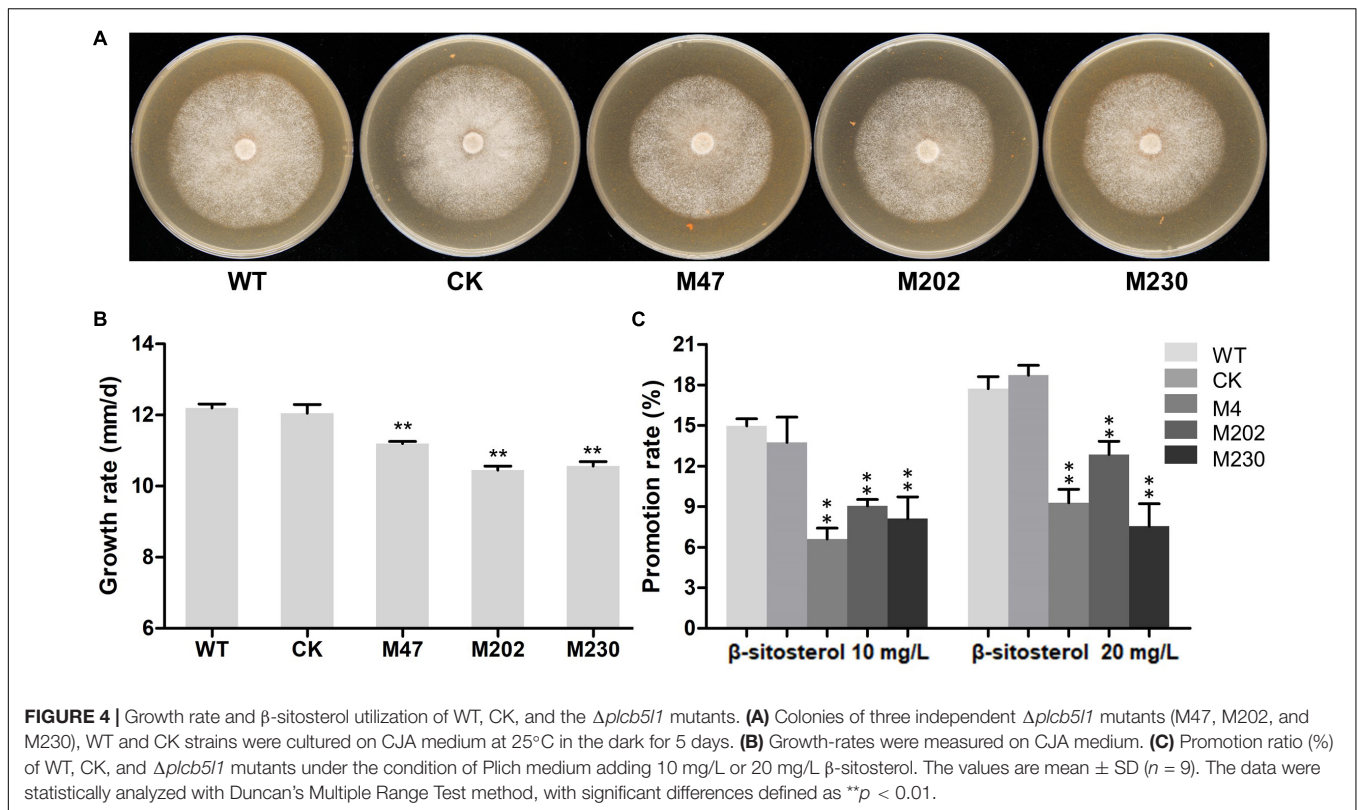 A
WT CK M47 M202 M230
B
14
12
10
8
6
Growth rate (mm/d)
**
**
**
WT CK M47 M202 M230
C
21
18
15
12
9
6
3
0
Promotion rate (%)
**
**
**
**
**
**
WT
CK
M4
M202
M230
β-sitosterol 10 mg/L β-sitosterol 20 mg/L
FIGURE 4 | Growth rate and β-sitosterol utilization of WT, CK, and the Δplcb5l1 mutants. (A) Colonies of three independent Δplcb5l1 mutants (M47, M202, and
M230), WT and CK strains were cultured on CJA medium at 25°C in the dark for 5 days. (B) Growth-rates were measured on CJA medium. (C) Promotion ratio (%)
of WT, CK, and Δplcb5l1 mutants under the condition of Plich medium adding 10 mg/L or 20 mg/L β-sitosterol. The values are mean ± SD (n = 9). The data were
statistically analyzed with Duncan's Multiple Range Test method, with significant differences defined as **p < 0.01.